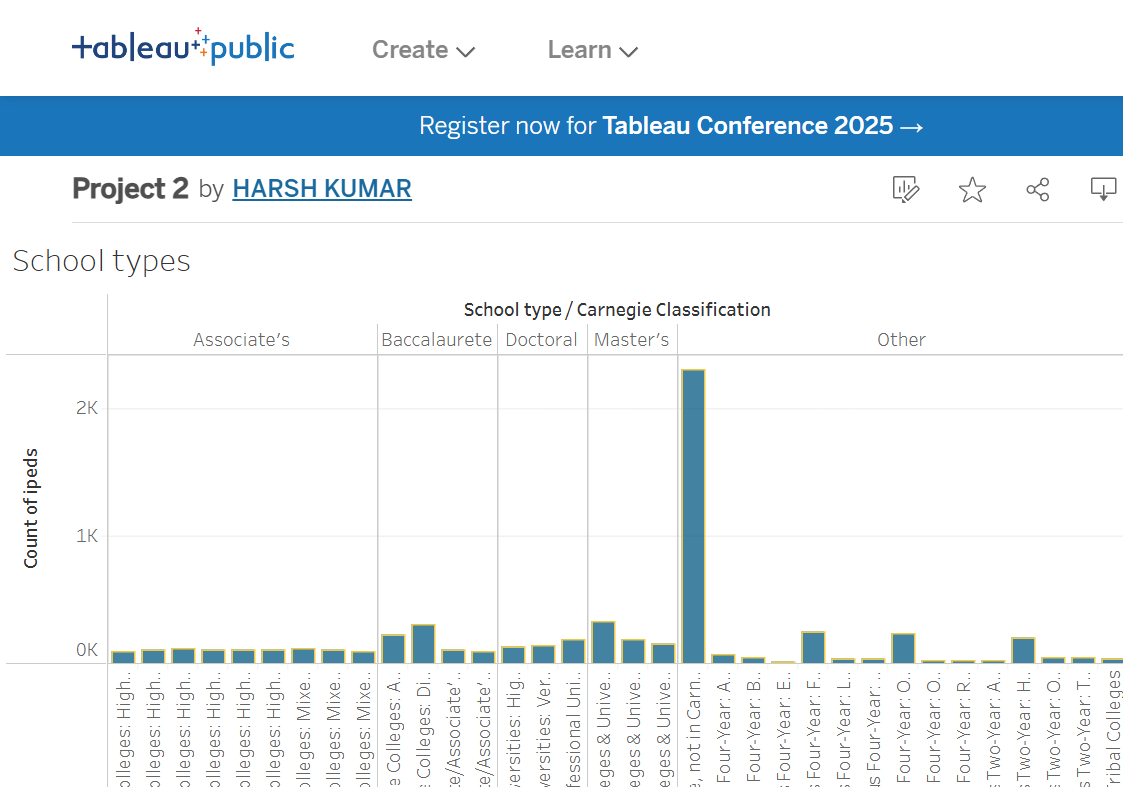 tableau public
Create
Learn
Register now for Tableau Conference 2025 →
Project 2 by HARSH KUMAR
School types
School type / Carnegie Classification
Associate's
Baccalaurete
Doctoral
Master's
Other
Count of ipeds
2K
1K
0K
olleges: High..
olleges: High..
olleges: High..
olleges: High..
olleges: High..
olleges: High..
olleges: Mixe..
olleges: Mixe..
olleges: Mixe..
e Colleges: A..
e Colleges: Di..
te/Associate'..
te/Associate'..
versities: Hig..
versities: Ver..
fessional Uni..
eges & Unive..
eges & Unive..
eges & Unive..
e, not in Carn..
Four-Year: A..
Four-Year: B..
s Four-Year: E..
s Four-Year: F..
s Four-Year: L..
us Four-Year: ..
Four-Year: O..
Four-Year: O..
Four-Year: R..
s Two-Year: A..
s Two-Year: H..
s Two-Year: O..
s Two-Year: T..
ribal Colleges